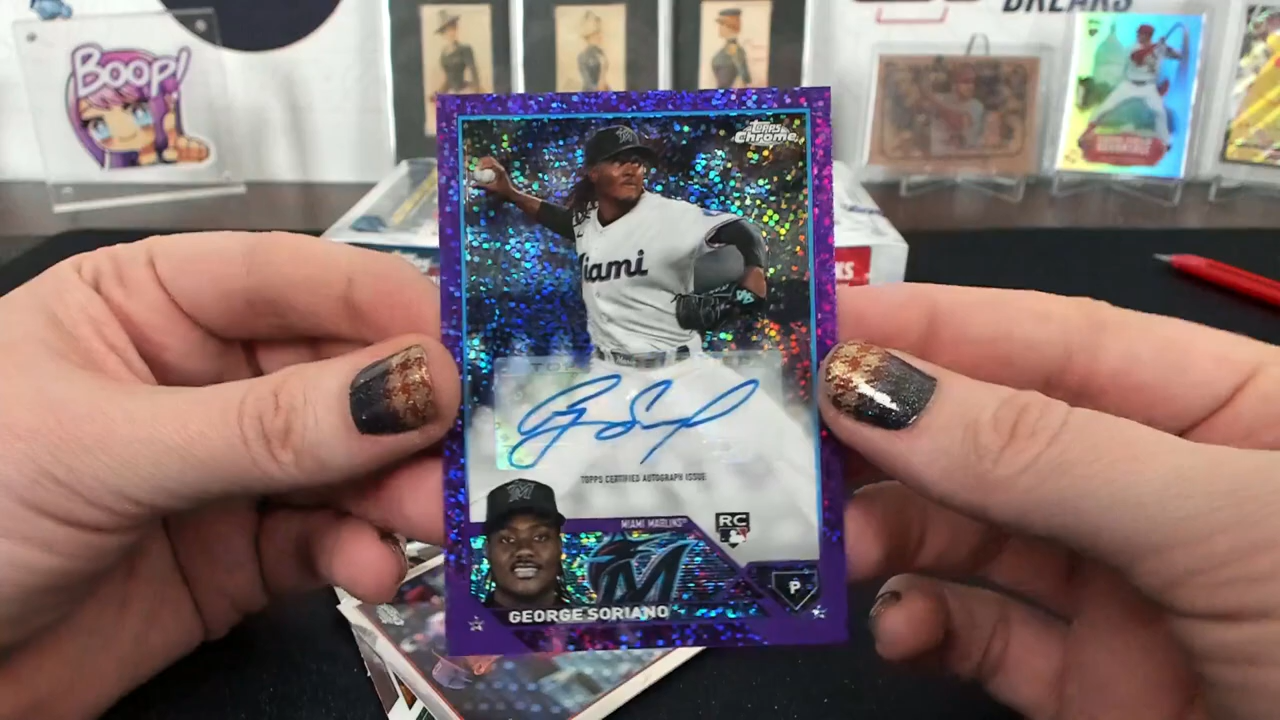 BOOP!
BREAKS
TOPPS
Chrome
Miami
TOPPS CERTIFIED AUTOGRAPH ISSUE
MIAMI MARLINS
RC
M
P
GEORGE SORIANO